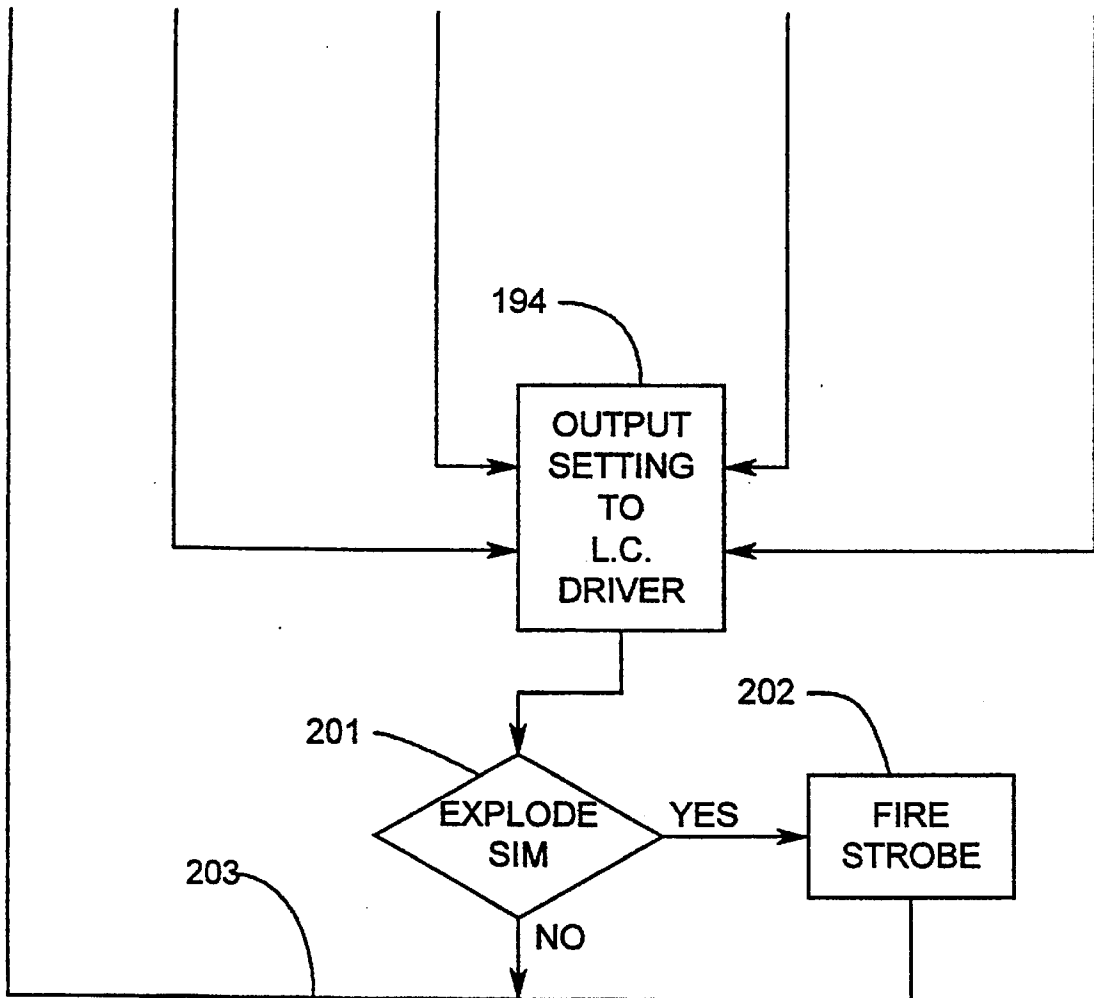 194
OUTPUT
SETTING
TO
L.C.
DRIVER
202
201
EXPLODE
SIM
YES
FIRE
STROBE
203
NO